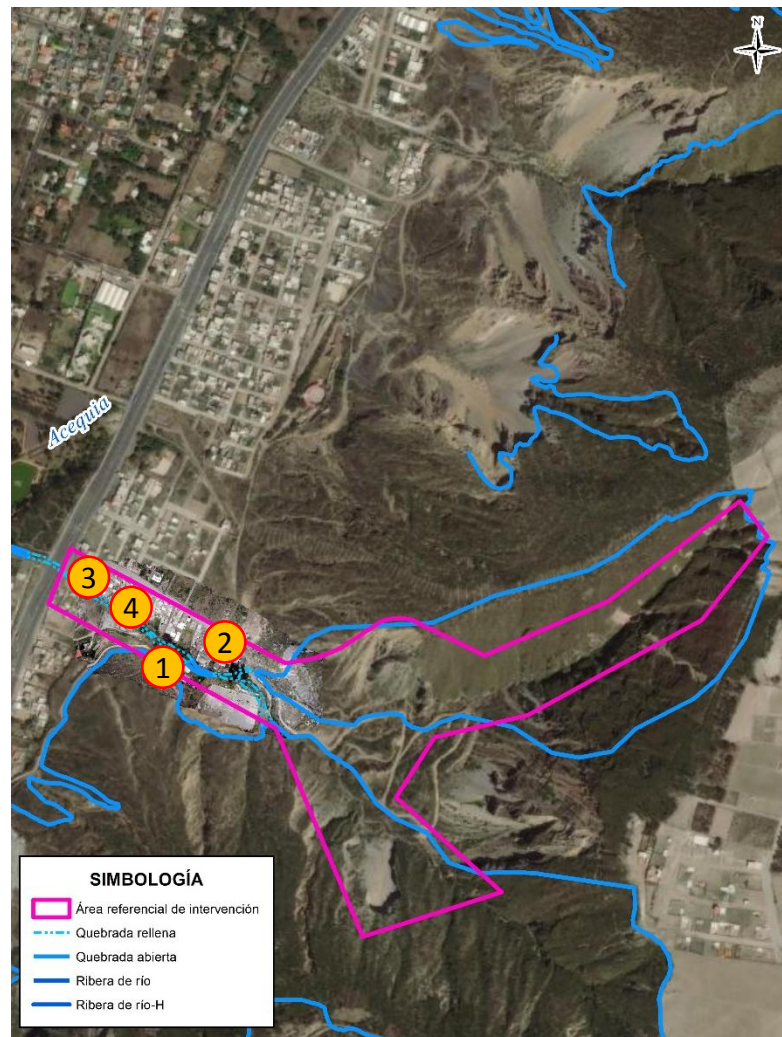 N
Acequia
3
4
2
1
SIMBOLOGÍA
Área referencial de intervención
Quebrada rellena
Quebrada abierta
Ribera de río
Ribera de río-H